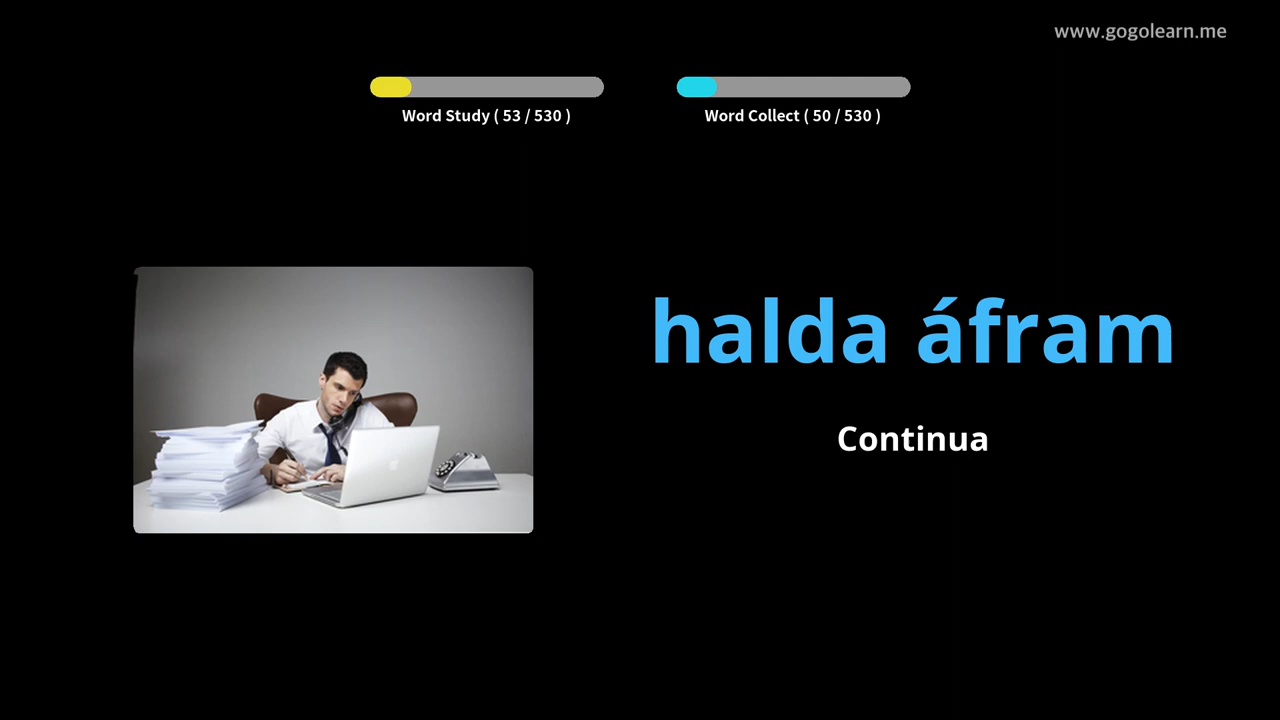 www.gogolearn.me
Word Study ( 53 / 530 )
Word Collect ( 50 / 530 )
halda áfram
Continua